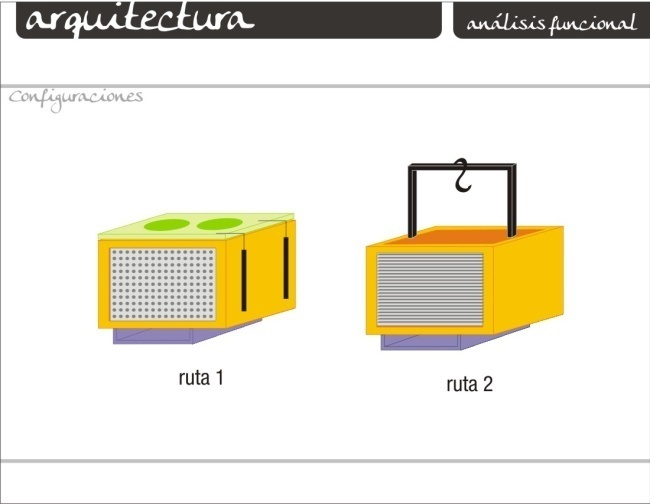 arquitectura
análisis funcional
configuraciones
ruta 1
ruta 2